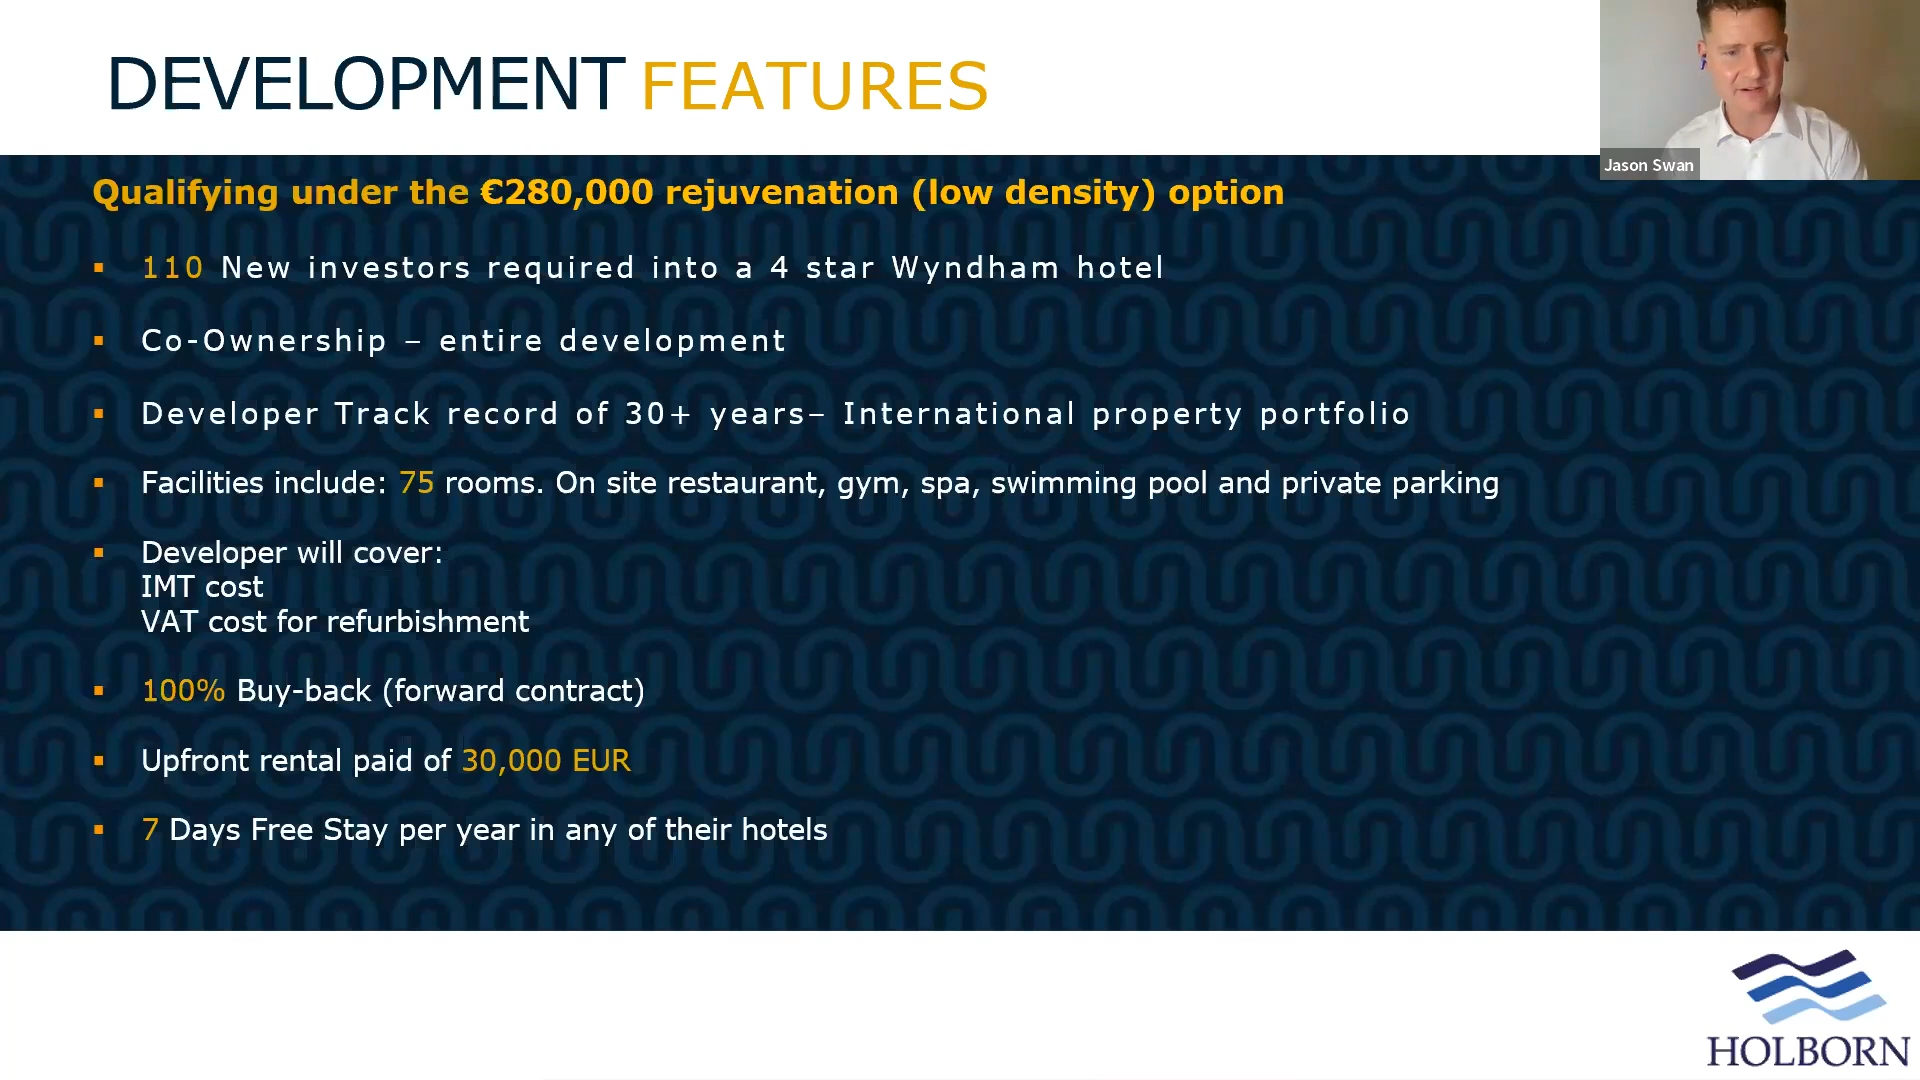 DEVELOPMENT FEATURES
Jason Swan
Qualifying under the €280,000 rejuvenation (low density) option
110 New investors required into a 4 star Wyndham hotel
Co-Ownership – entire development
Developer Track record of 30+ years– International property portfolio
Facilities include: 75 rooms. On site restaurant, gym, spa, swimming pool and private parking
Developer will cover:
IMT cost
VAT cost for refurbishment
100% Buy-back (forward contract)
Upfront rental paid of 30,000 EUR
7 Days Free Stay per year in any of their hotels
HOLBORN